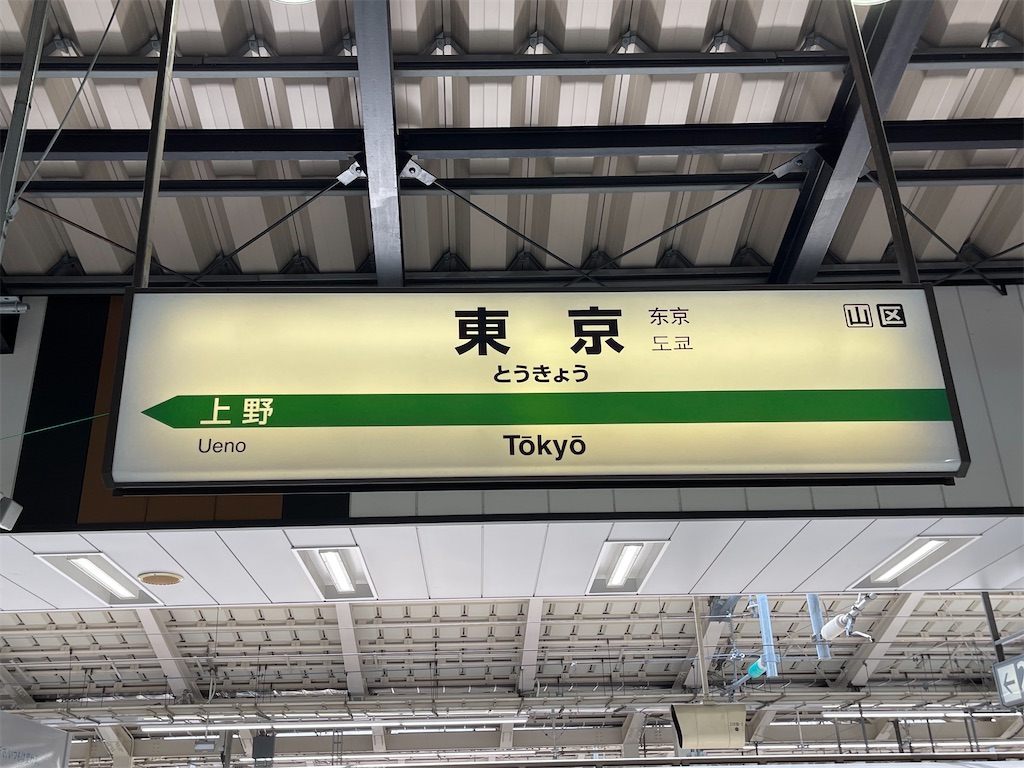 東京 东京 山 区
도쿄
とうきょう
上野
Ueno Tōkyō